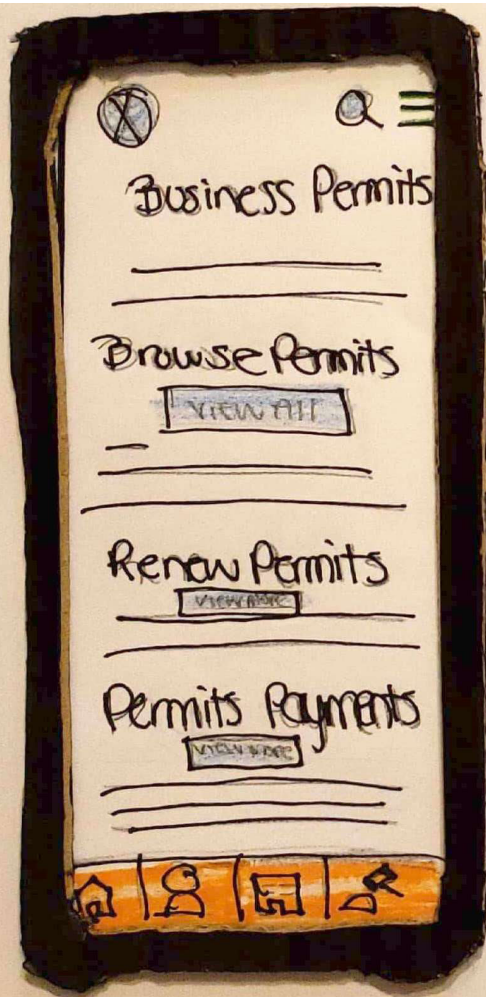 Business Permits
Browse Permits
VIEW All
Renew Permits
VIEW MORE
Permits Payments
VIEW MORE